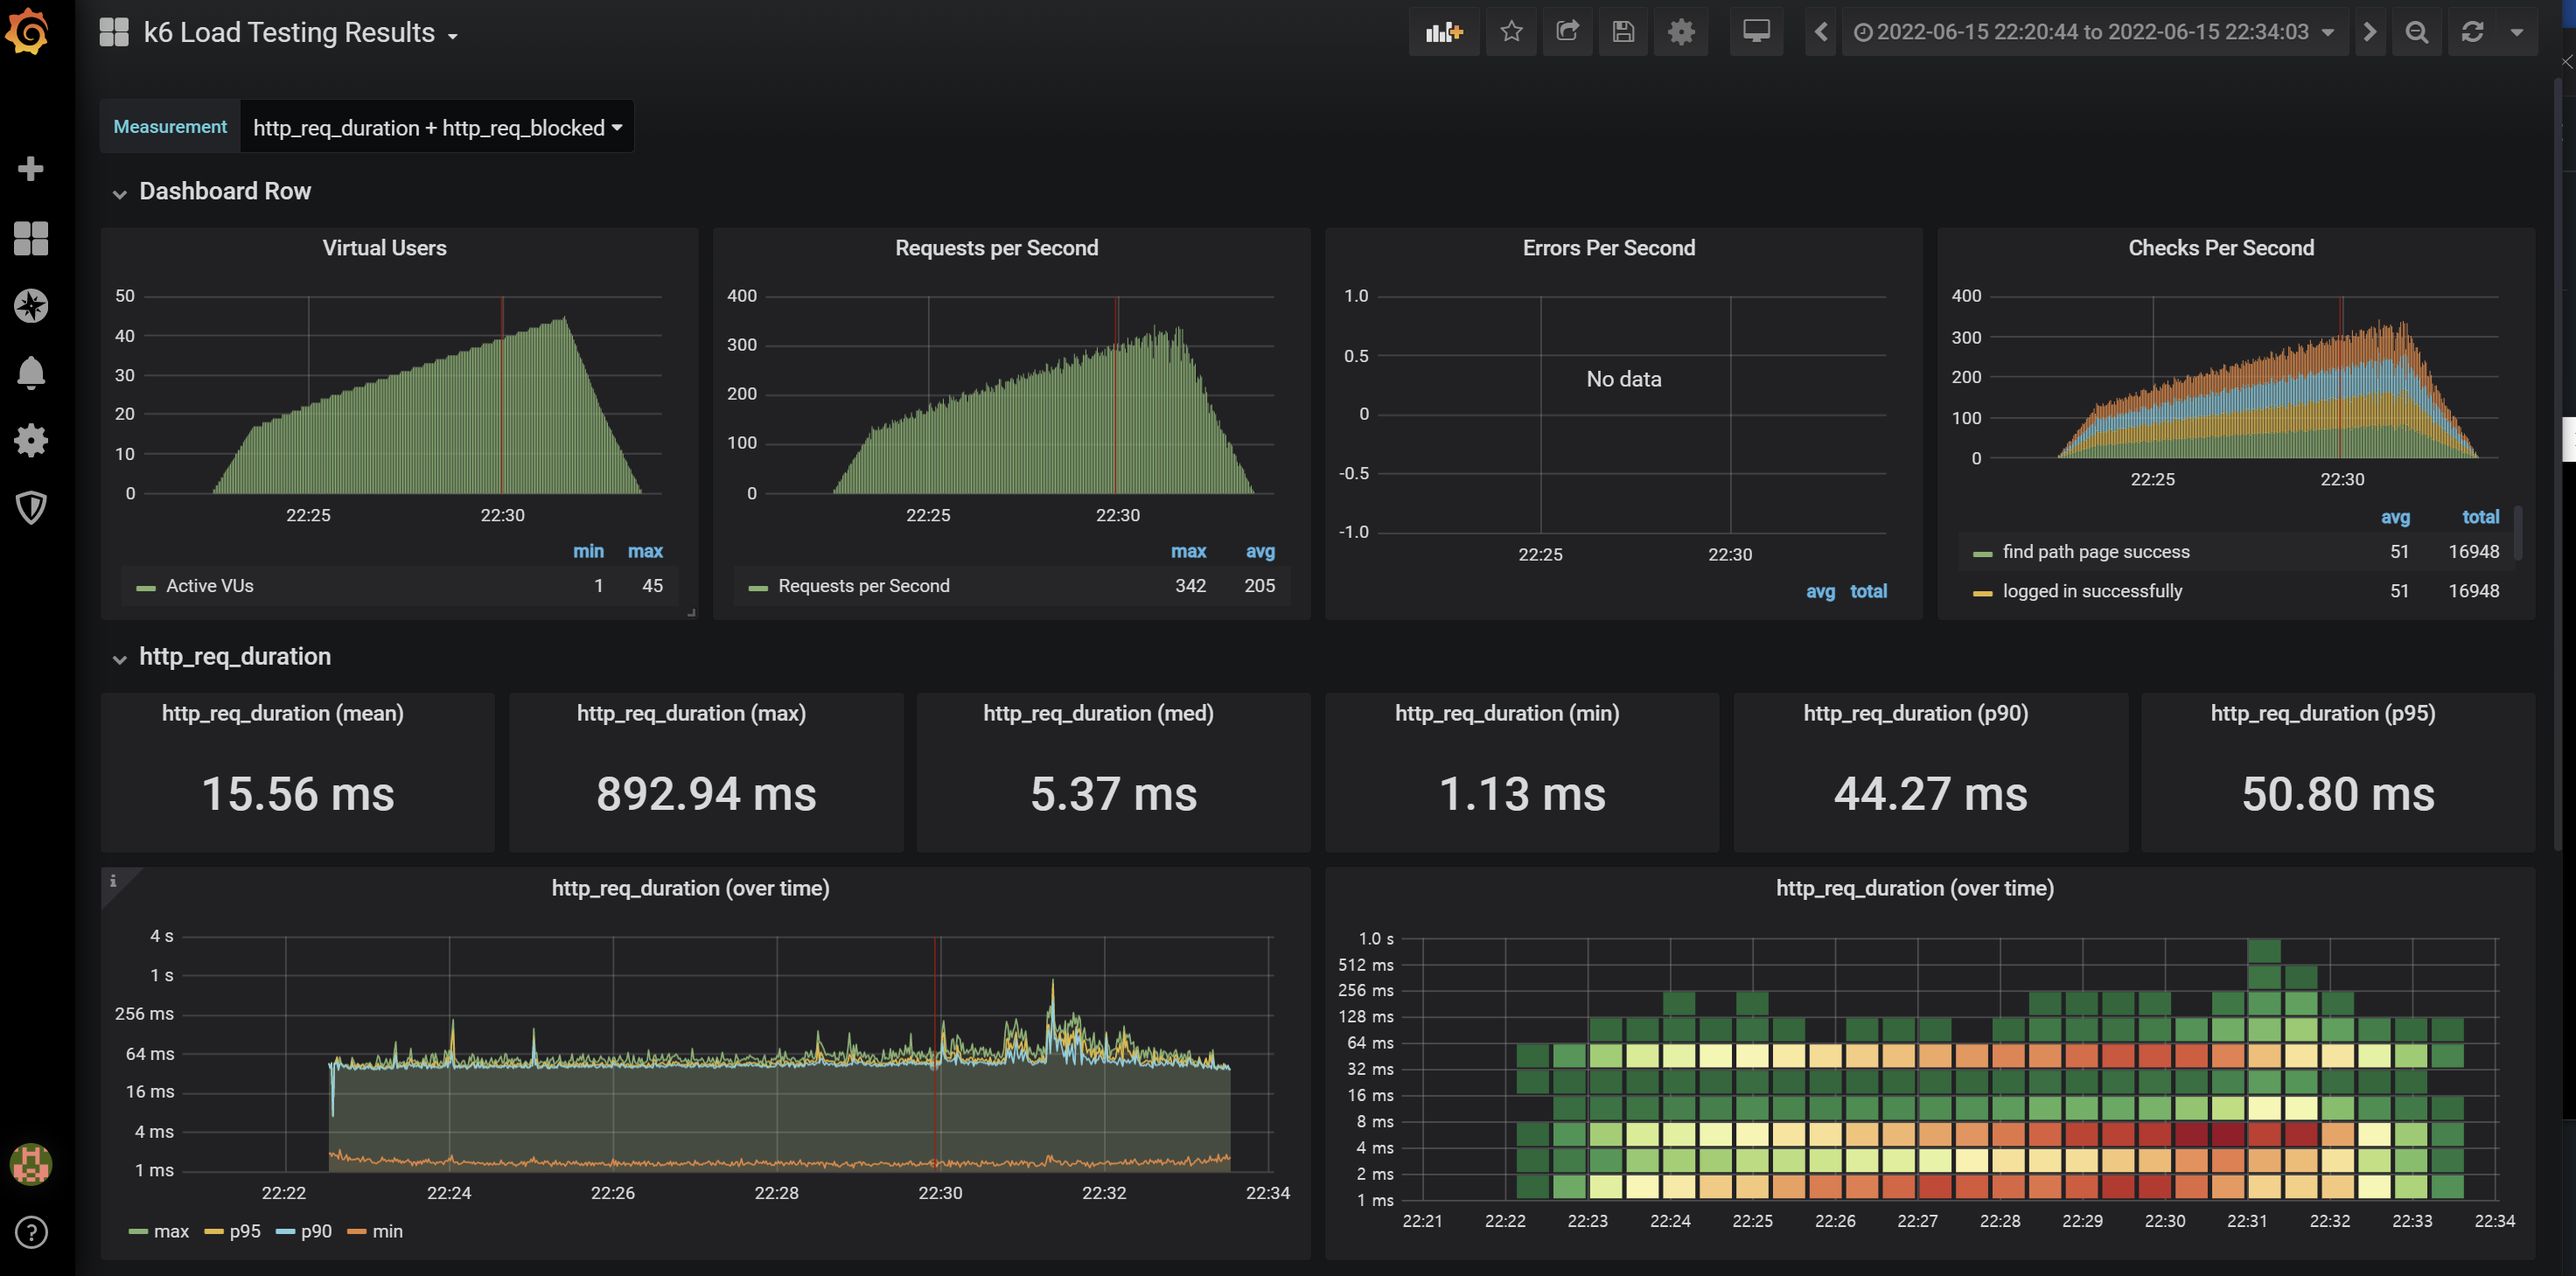 k6 Load Testing Results
2022-06-15 22:20:44 to 2022-06-15 22:34:03
Measurement http_req_duration + http_req_blocked
Dashboard Row
Virtual Users
50
40
30
20
10
0
22:25 22:30
min max
Active VUs 1 45
Requests per Second
400
300
200
100
0
22:25 22:30
max avg
Requests per Second 342 205
Errors Per Second
1.0
0.5
0
-0.5
-1.0
No data
22:25 22:30
avg total
Checks Per Second
400
300
200
100
0
22:25 22:30
avg total
find path page success 51 16948
logged in successfully 51 16948
http_req_duration
http_req_duration (mean)
15.56 ms
http_req_duration (max)
892.94 ms
http_req_duration (med)
5.37 ms
http_req_duration (min)
1.13 ms
http_req_duration (p90)
44.27 ms
http_req_duration (p95)
50.80 ms
i
http_req_duration (over time)
4 s
1 s
256 ms
64 ms
16 ms
4 ms
1 ms
22:22 22:24 22:26 22:28 22:30 22:32 22:34
max p95 p90 min
http_req_duration (over time)
1.0 s
512 ms
256 ms
128 ms
64 ms
32 ms
16 ms
8 ms
4 ms
2 ms
1 ms
22:21 22:22 22:23 22:24 22:25 22:26 22:27 22:28 22:29 22:30 22:31 22:32 22:33 22:34